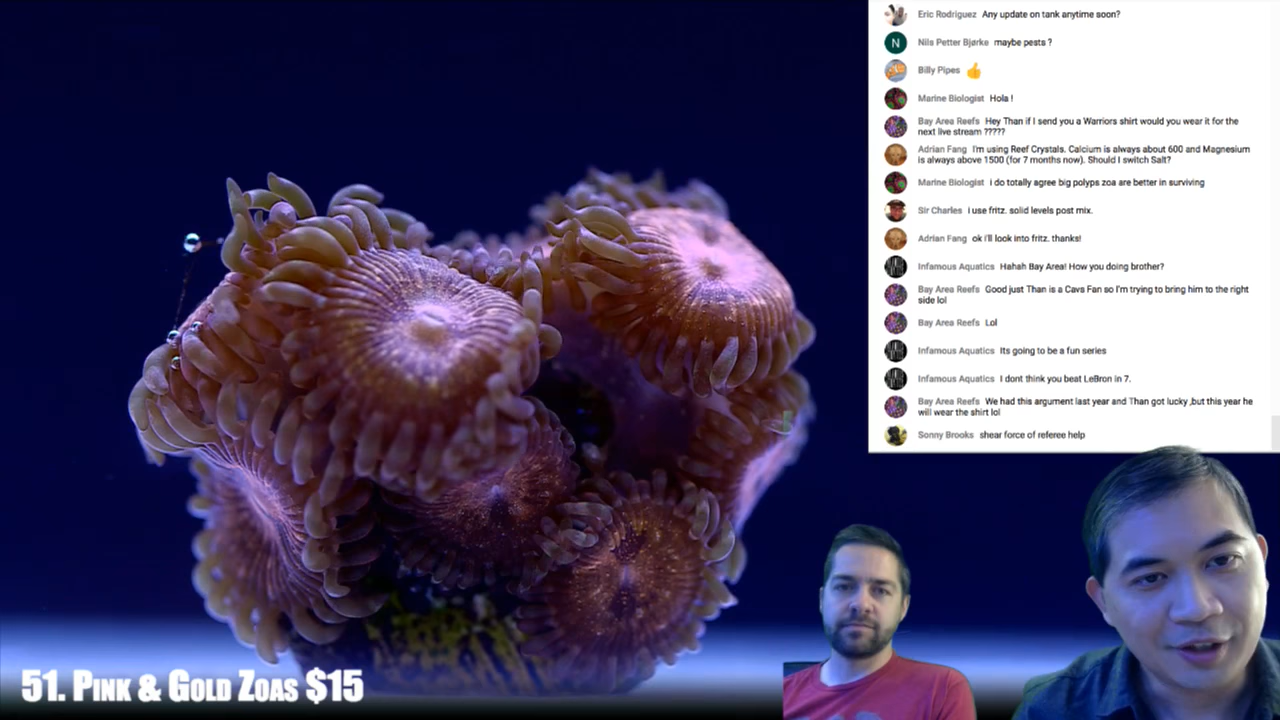 Eric Rodriguez Any update on tank anytime soon?
N Nils Petter Bjørke maybe pests ?
Billy Pipes
Marine Biologist Hola !
Bay Area Reefs Hey Than if I send you a Warriors shirt would you wear it for the
next live stream ?????
Adrian Fang I'm using Reef Crystals. Calcium is always about 600 and Magnesium
is always above 1500 (for 7 months now). Should I switch Salt?
Marine Biologist i do totally agree big polyps zoa are better in surviving
Sir Charles i use fritz. solid levels post mix.
Adrian Fang ok i'll look into fritz. thanks!
Infamous Aquatics Hahah Bay Area! How you doing brother?
Bay Area Reefs Good just Than is a Cavs Fan so I'm trying to bring him to the right
side lol
Bay Area Reefs Lol
Infamous Aquatics Its going to be a fun series
Infamous Aquatics I dont think you beat LeBron in 7.
Bay Area Reefs We had this argument last year and Than got lucky ,but this year he
will wear the shirt lol
Sonny Brooks shear force of referee help
51. Pink & Gold Zoas $15